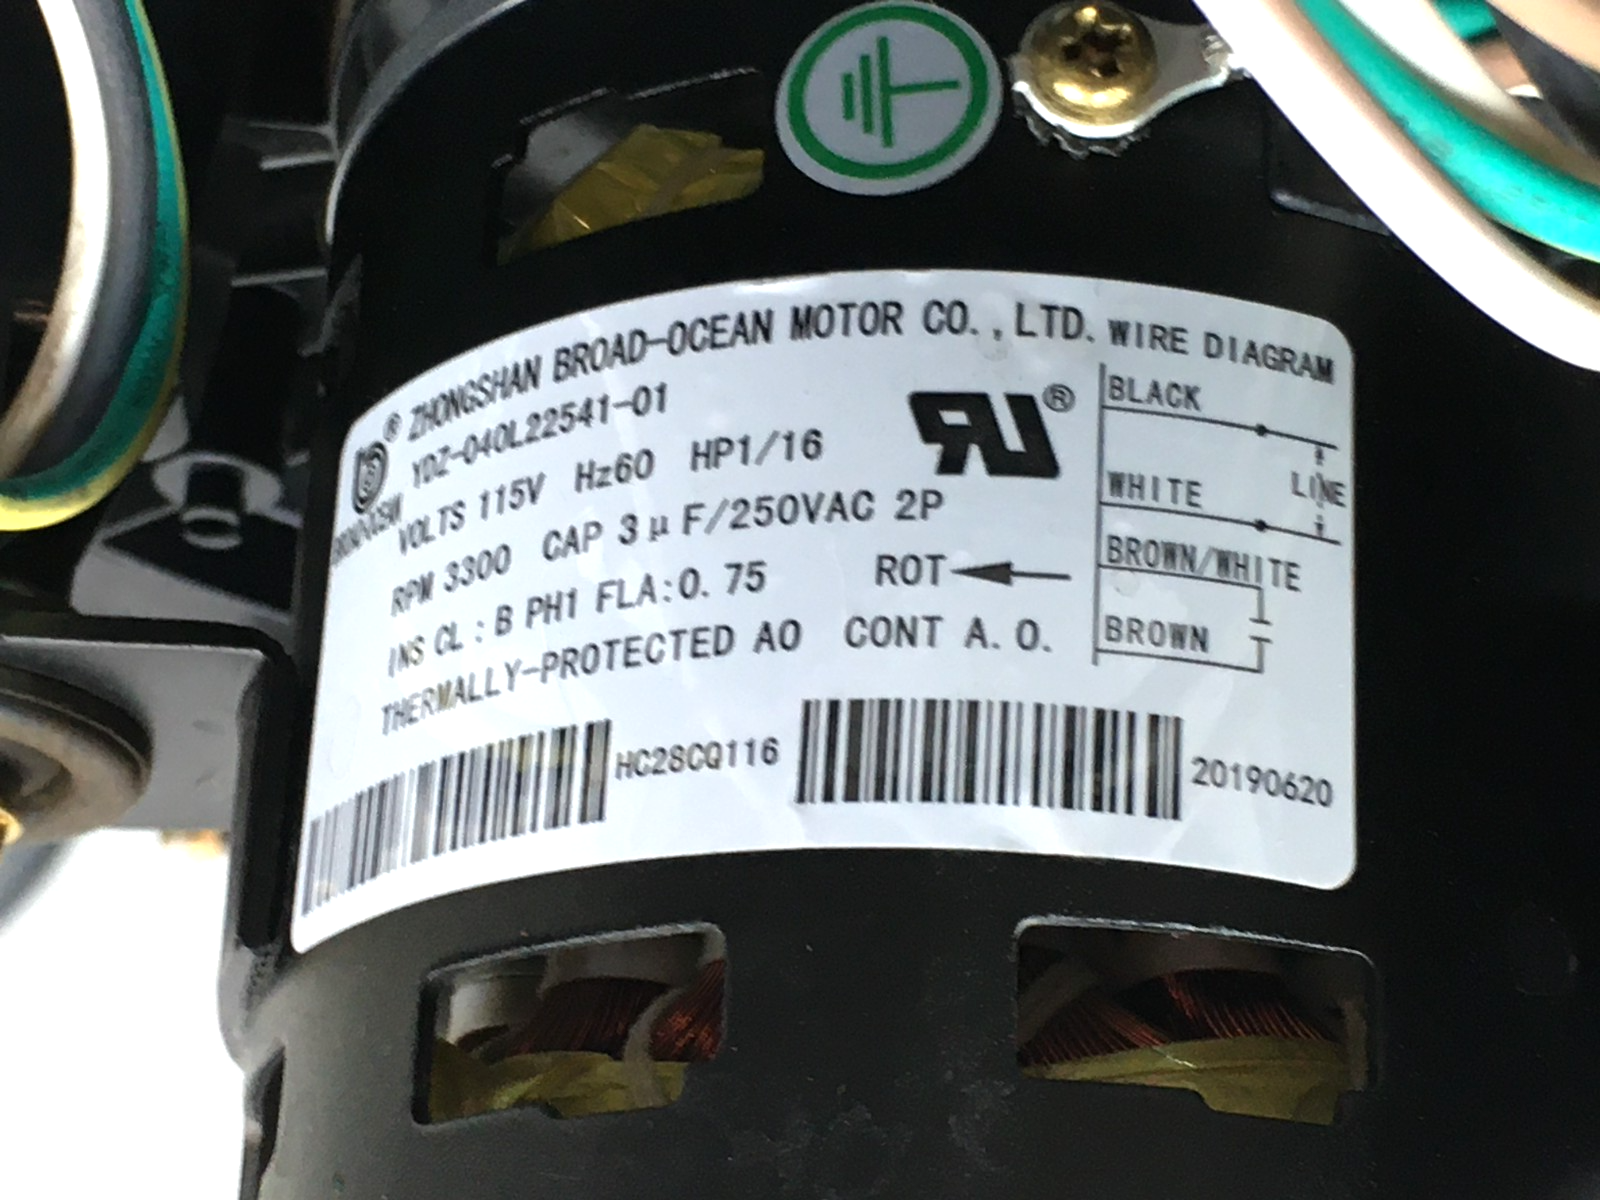 ® ZHONGSHAN BROAD-OCEAN MOTOR CO., LTD.
YDZ-040L22541-01
VOLTS 115V Hz60 HP1/16
RPM 3300 CAP 3μF/250VAC 2P
INS CL: B PH1 FLA:0.75 ROT
THERMALLY-PROTECTED AO CONT A.O.
HC28CQ116
20190620
®
WIRE DIAGRAM
BLACK
LINE
WHITE
BROWN/WHITE
BROWN